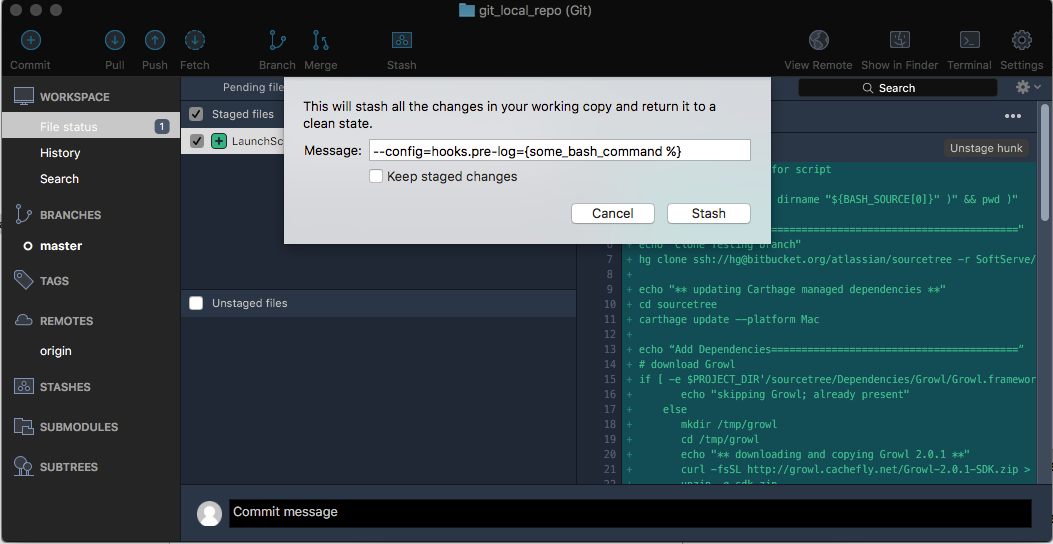 git_local_repo (Git)
Commit Pull Push Fetch Branch Merge Stash View Remote Show in Finder Terminal Settings
WORKSPACE
File status 1
History
Search
BRANCHES
master
TAGS
REMOTES
origin
STASHES
SUBMODULES
SUBTREES
Pending file
Search
Staged files
LaunchSc
Unstaged files
This will stash all the changes in your working copy and return it to a
clean state.
Message: --config=hooks.pre-log={some_bash_command %}
Keep staged changes
Cancel Stash
Unstage hunk
for script
dirname "${BASH_SOURCE[0]}" )" && pwd )"
=========================================="
echo "Clone Testing branch"
7 + hg clone ssh://hg@bitbucket.org/atlassian/sourcetree -r SoftServe/
8 +
9 + echo "** updating Carthage managed dependencies **"
10 + cd sourcetree
11 + carthage update --platform Mac
12 +
13 + echo "Add Dependencies========================================="
14 + # download Growl
15 + if [ -e $PROJECT_DIR'/sourcetree/Dependencies/Growl/Growl.framewor
16 + echo "skipping Growl; already present"
17 + else
18 + mkdir /tmp/growl
19 + cd /tmp/growl
20 + echo "** downloading and copying Growl 2.0.1 **"
21 + curl -fsSL http://growl.cachefly.net/Growl-2.0.1-SDK.zip >
22 + unzip -q sdk.zip
Commit message